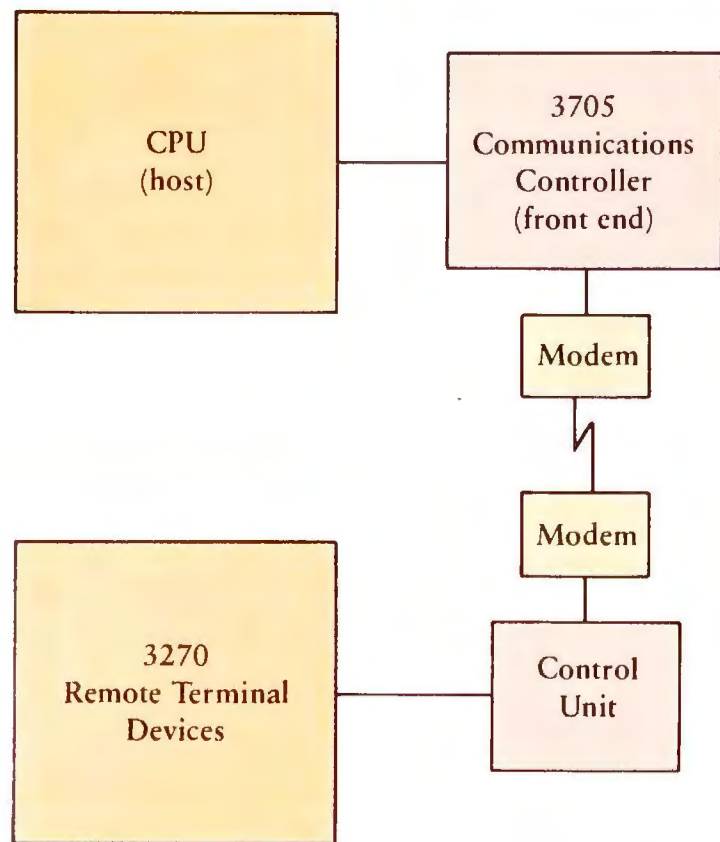 CPU
(host)
3705
Communications
Controller
(front end)
Modem
Modem
3270
Remote Terminal
Devices
Control
Unit